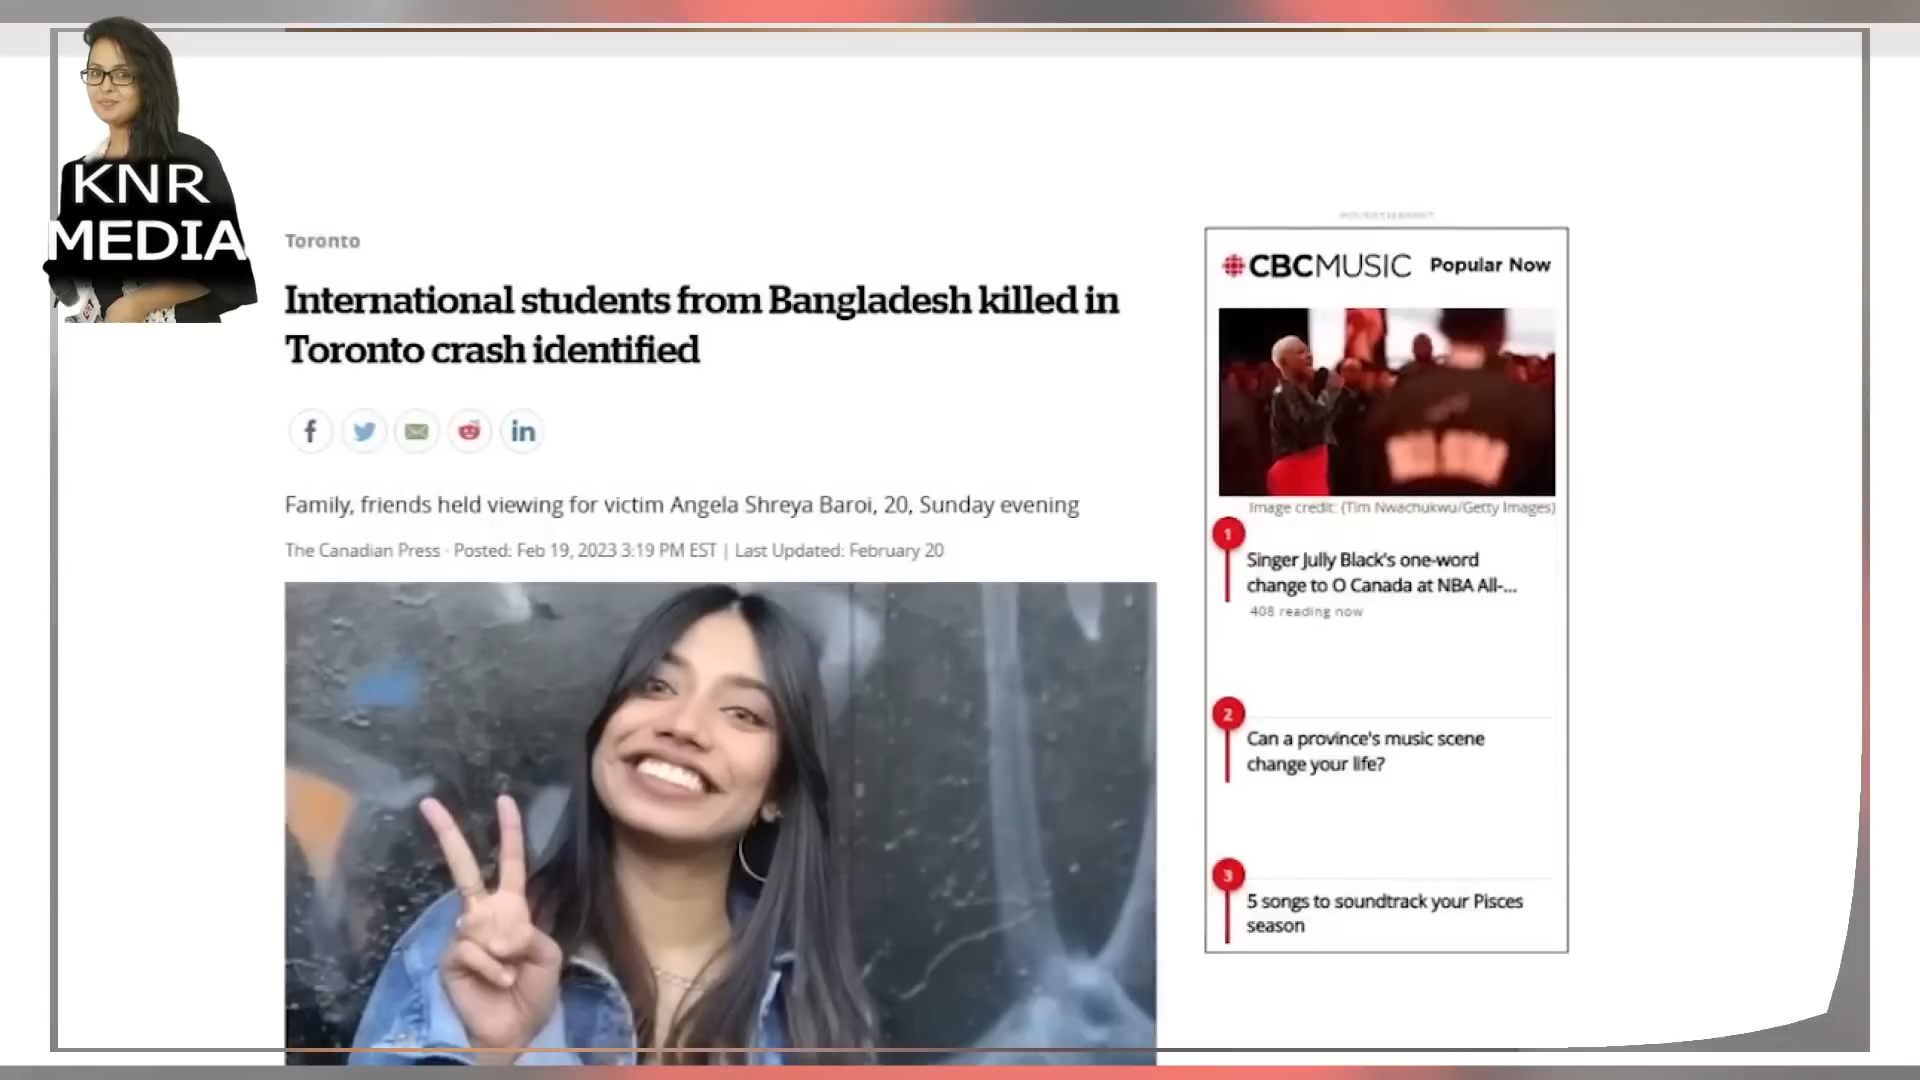 KNR
MEDIA
Toronto
International students from Bangladesh killed in
Toronto crash identified
Family, friends held viewing for victim Angela Shreya Baroi, 20, Sunday evening
The Canadian Press · Posted: Feb 19, 2023 3:19 PM EST | Last Updated: February 20
ADVERTISEMENT
CBCMUSIC Popular Now
Image credit: (Tim Nwachukwu/Getty Images)
1
Singer Jully Black's one-word
change to O Canada at NBA All-...
408 reading now
2
Can a province's music scene
change your life?
3
5 songs to soundtrack your Pisces
season